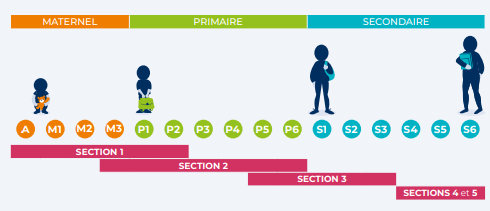 MATERNEL PRIMAIRE SECONDAIRE
A M1 M2 M3 P1 P2 P3 P4 P5 P6 S1 S2 S3 S4 S5 S6
SECTION 1
SECTION 2
SECTION 3
SECTIONS 4 et 5